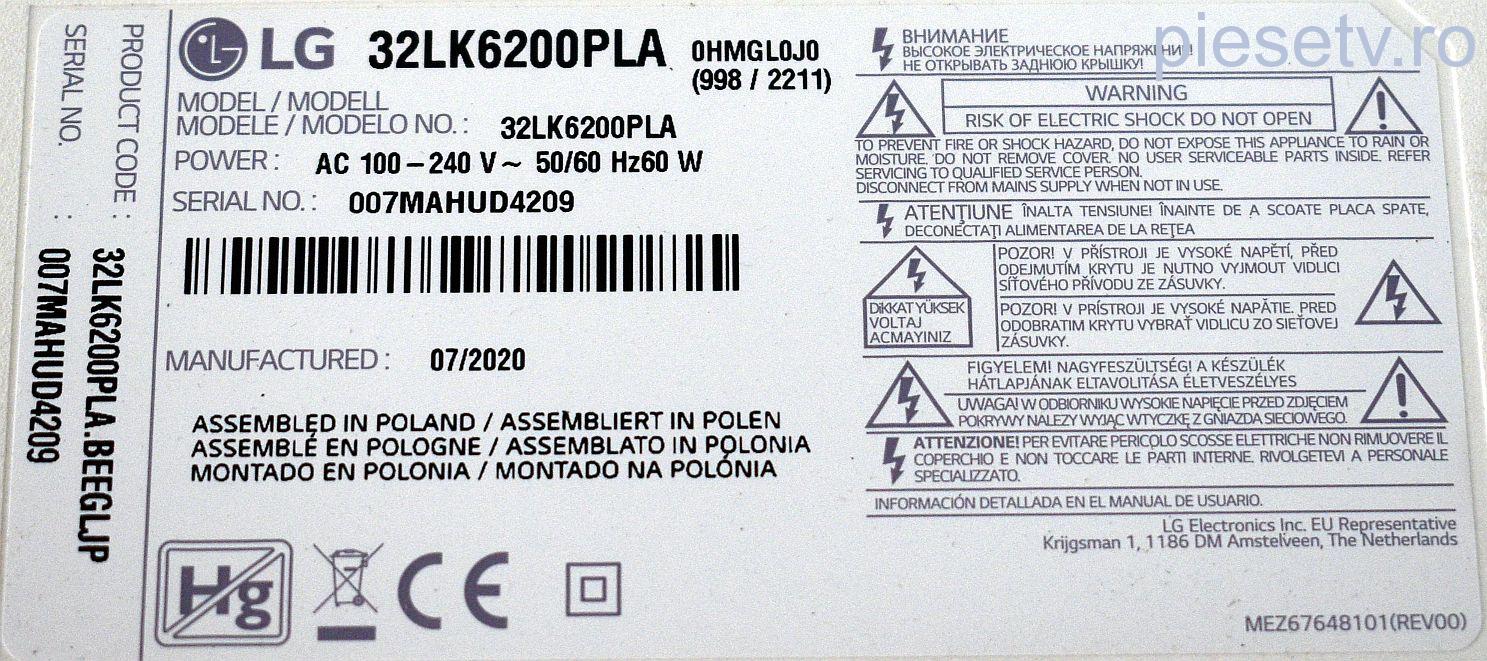 PRODUCT CODE : 32LK6200PLA.BEEGLJP
SERIAL NO. : 007MAHUD4209
LG 32LK6200PLA 0HMGL0J0
(998 / 2211)
MODEL / MODELL
MODELE / MODELO NO. : 32LK6200PLA
POWER : AC 100–240 V~ 50/60 Hz60 W
SERIAL NO. : 007MAHUD4209
MANUFACTURED : 07/2020
ASSEMBLED IN POLAND / ASSEMBLIERT IN POLEN
ASSEMBLÉ EN POLOGNE / ASSEMBLATO IN POLONIA
MONTADO EN POLONIA / MONTADO NA POLÓNIA
Hg
CE
piesetv.ro
ВНИМАНИЕ
ВЫСОКОЕ ЭЛЕКТРИЧЕСКОЕ НАПРЯЖЕНИЕ!
НЕ ОТКРЫВАТЬ ЗАДНЮЮ КРЫШКУ!
WARNING
RISK OF ELECTRIC SHOCK DO NOT OPEN
TO PREVENT FIRE OR SHOCK HAZARD, DO NOT EXPOSE THIS APPLIANCE TO RAIN OR
MOISTURE. DO NOT REMOVE COVER. NO USER SERVICEABLE PARTS INSIDE. REFER
SERVICING TO QUALIFIED SERVICE PERSON.
DISCONNECT FROM MAINS SUPPLY WHEN NOT IN USE.
ATENŢIUNE ÎNALTA TENSIUNE! ÎNAINTE DE A SCOATE PLACA SPATE,
DECONECTAŢI ALIMENTAREA DE LA REŢEA
DİKKAT YÜKSEK
VOLTAJ
ACMAYINIZ
POZOR! V PŘÍSTROJI JE VYSOKÉ NAPĚTÍ, PŘED
ODEJMUTÍM KRYTU JE NUTNO VYJMOUT VIDLICI
SÍŤOVÉHO PŘÍVODU ZE ZÁSUVKY.
POZOR! V PRÍSTROJI JE VYSOKÉ NAPÄTIE. PRED
ODOBRATIM KRYTU VYBRAŤ VIDLICU ZO SIEŤOVEJ
ZÁSUVKY.
FIGYELEM! NAGYFESZÜLTSÉG! A KÉSZÜLÉK
HÁTLAPJÁNAK ELTAVOLITÁSA ÉLETVESZÉLYES
UWAGA! W ODBIORNIKU WYSOKIE NAPIĘCIE PRZED ZDJĘCIEM
POKRYWY NALEŻY WYJĄĆ WTYCZKĘ Z GNIAZDA SIECIOWEGO.
ATTENZIONE! PER EVITARE PERICOLO SCOSSE ELETTRICHE NON RIMUOVERE IL
COPERCHIO E NON TOCCARE LE PARTI INTERNE. RIVOLGETEVI A PERSONALE
SPECIALIZZATO.
INFORMACIÓN DETALLADA EN EL MANUAL DE USUARIO.
LG Electronics Inc. EU Representative
Krijgsman 1, 1186 DM Amstelveen, The Netherlands
MEZ67648101(REV00)